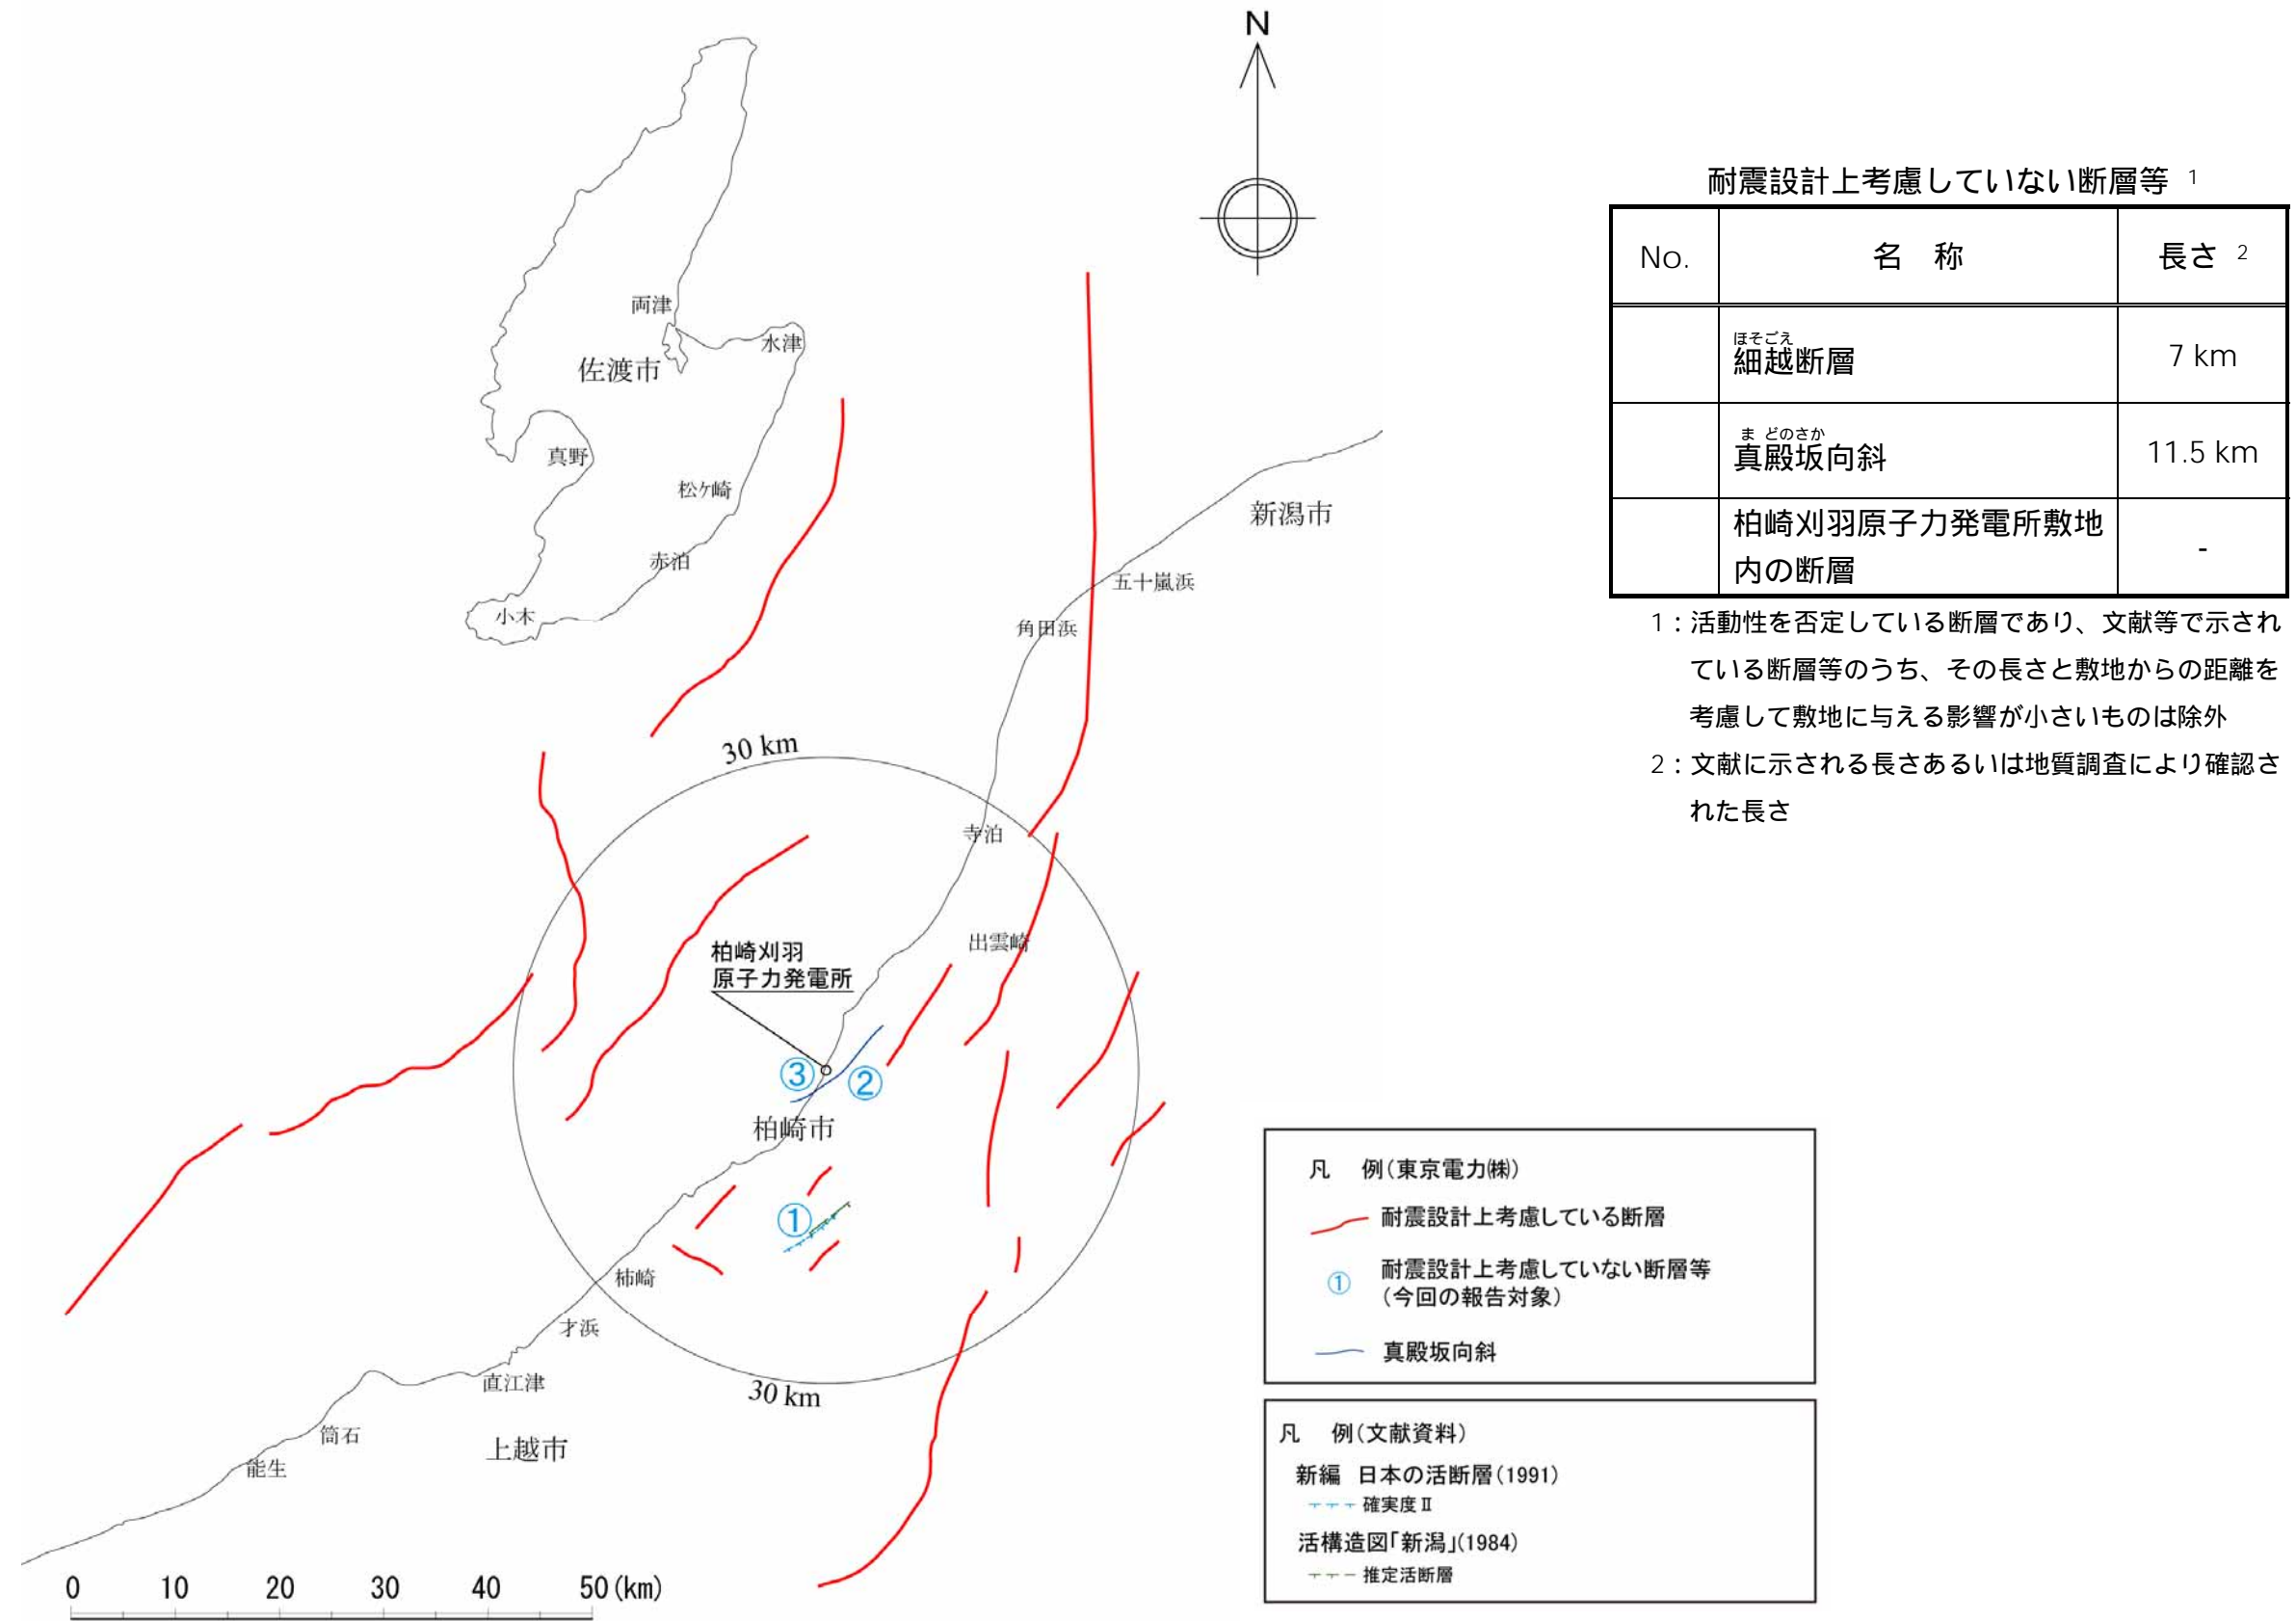 N
両津
水津
佐渡市
真野
松ケ崎
赤泊
小木
新潟市
五十嵐浜
角田浜
30 km
寺泊
出雲崎
柏崎刈羽
原子力発電所
③
②
柏崎市
①
柿崎
才浜
30 km
直江津
筒石
上越市
能生
0 10 20 30 40 50(km)
耐震設計上考慮していない断層等 1
No. 名 称 長さ 2
ほそごえ
細越断層 7 km
ま どのさか
真殿坂向斜 11.5 km
柏崎刈羽原子力発電所敷地
内の断層 -
1：活動性を否定している断層であり、文献等で示され
ている断層等のうち、その長さと敷地からの距離を
考慮して敷地に与える影響が小さいものは除外
2：文献に示される長さあるいは地質調査により確認さ
れた長さ
凡 例(東京電力㈱)
耐震設計上考慮している断層
① 耐震設計上考慮していない断層等
(今回の報告対象)
真殿坂向斜
凡 例(文献資料)
新編 日本の活断層(1991)
確実度Ⅱ
活構造図「新潟」(1984)
推定活断層